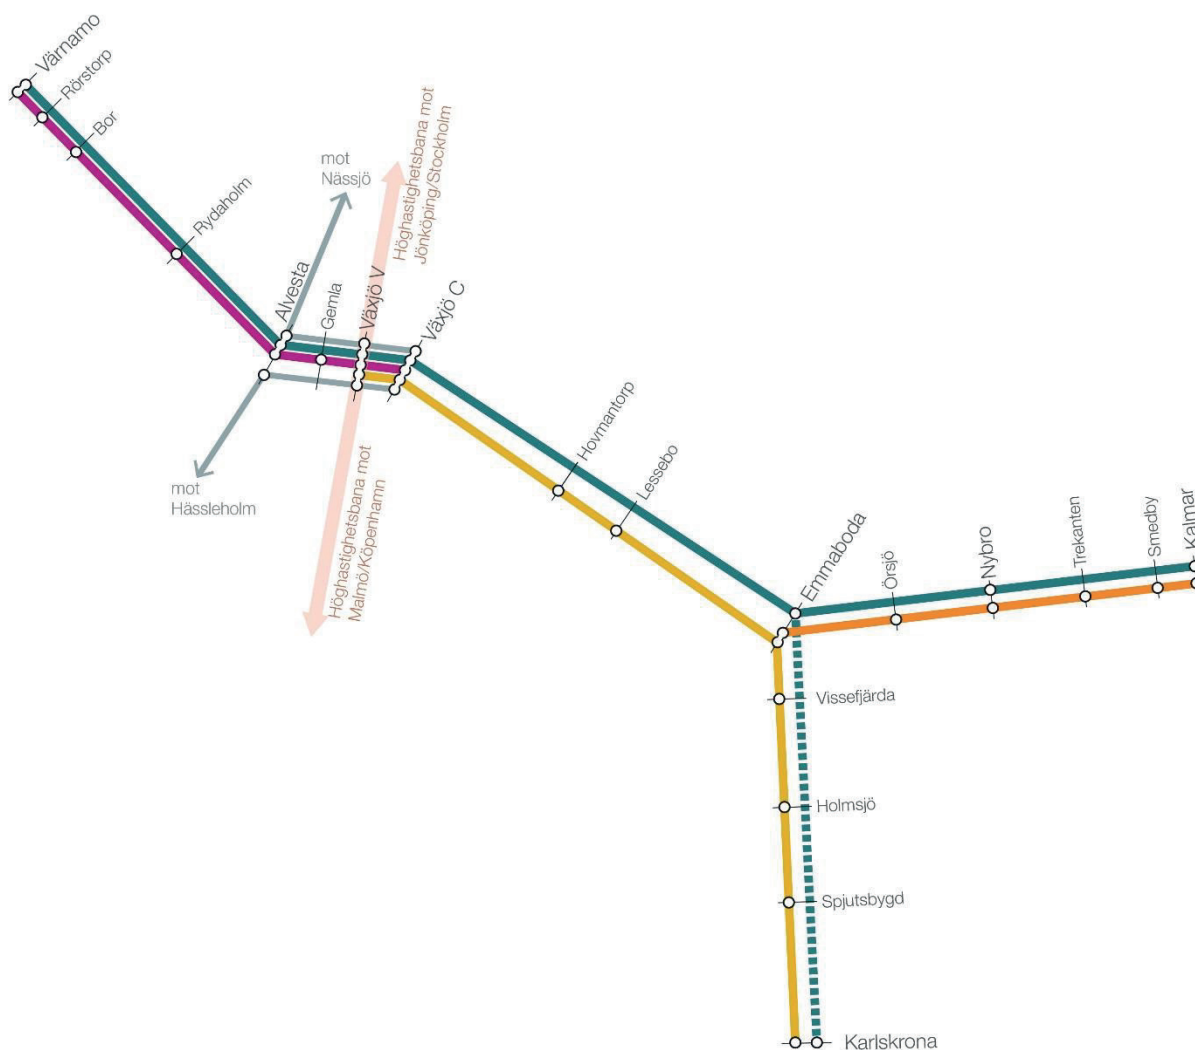 Värnamo
Rörstorp
Bor
Rydaholm
mot
Nässjö
Höghastighetsbana mot
Jönköping/Stockholm
Alvesta
Gemla
Växjö V
Växjö C
mot
Hässleholm
Höghastighetsbana mot
Malmö/Köpenhamn
Hovmantorp
Lessebo
Emmaboda
Örsjö
Nybro
Trekanten
Smedby
Kalmar
Vissefjärda
Holmsjö
Spjutsbygd
Karlskrona